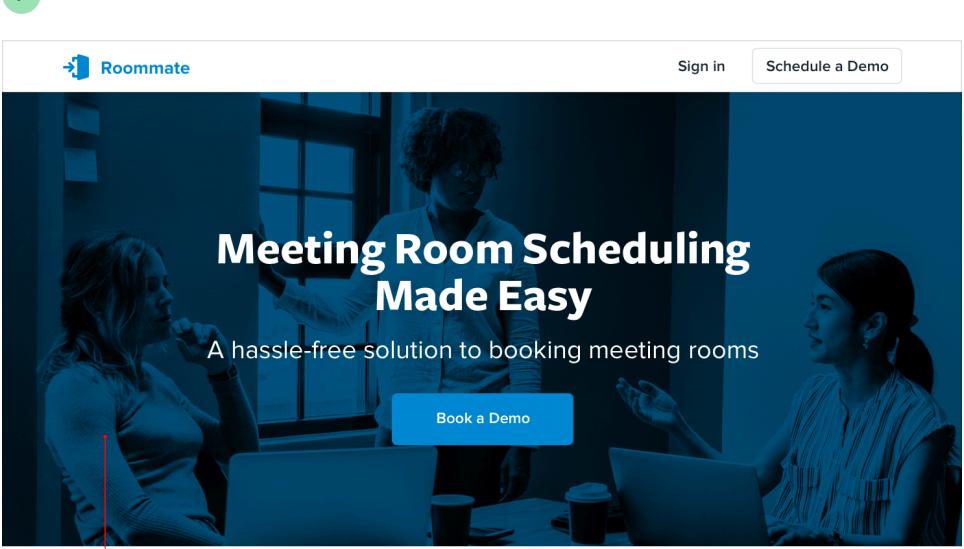 Roommate
Sign in
Schedule a Demo
Meeting Room Scheduling
Made Easy
A hassle-free solution to booking meeting rooms
Book a Demo